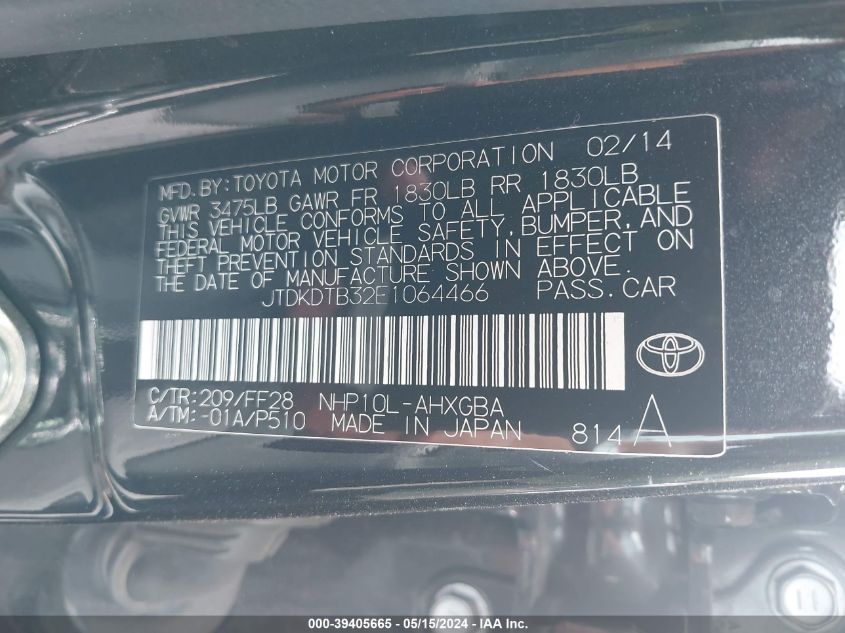 MFD. BY: TOYOTA MOTOR CORPORATION 02/14
GVWR 3475LB GAWR FR 1830LB RR 1830LB
THIS VEHICLE CONFORMS TO ALL APPLICABLE
FEDERAL MOTOR VEHICLE SAFETY, BUMPER, AND
THEFT PREVENTION STANDARDS IN EFFECT ON
THE DATE OF MANUFACTURE SHOWN ABOVE.
JTDKDTB32E1064466 PASS. CAR
C/TR: 209/FF28 NHP10L-AHXGBA
A/TM: -01A/P510 MADE IN JAPAN 814 A
000-39405665 - 05/15/2024 - IAAI.COM